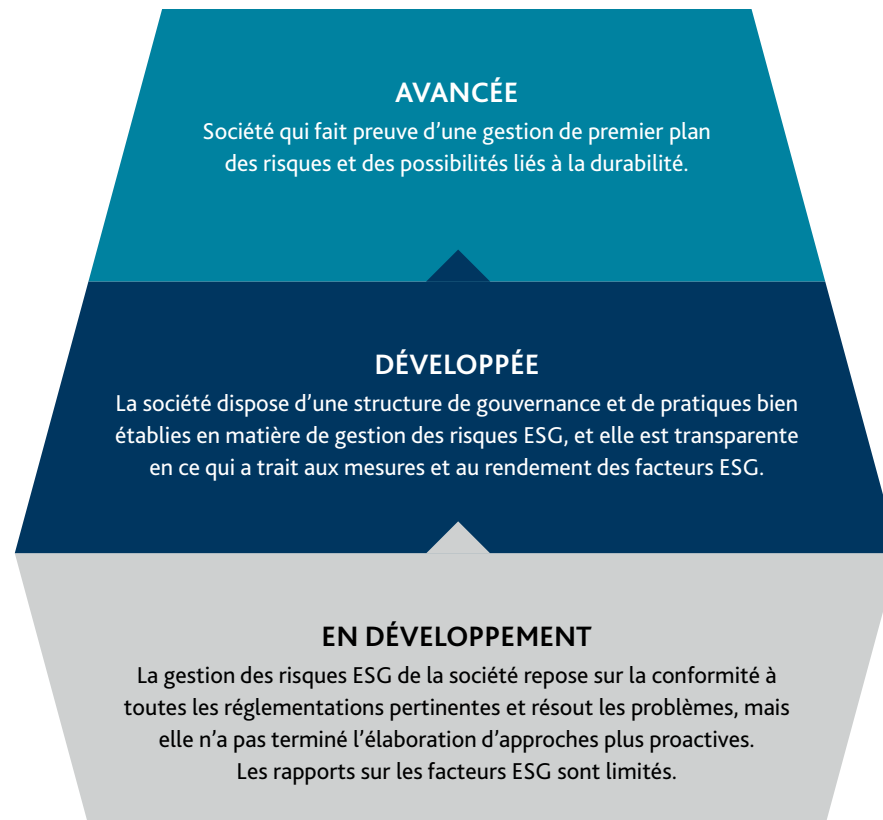 AVANCÉE
Société qui fait preuve d’une gestion de premier plan
des risques et des possibilités liés à la durabilité.
DÉVELOPPÉE
La société dispose d’une structure de gouvernance et de pratiques bien
établies en matière de gestion des risques ESG, et elle est transparente
en ce qui a trait aux mesures et au rendement des facteurs ESG.
EN DÉVELOPPEMENT
La gestion des risques ESG de la société repose sur la conformité à
toutes les réglementations pertinentes et résout les problèmes, mais
elle n’a pas terminé l’élaboration d’approches plus proactives.
Les rapports sur les facteurs ESG sont limités.